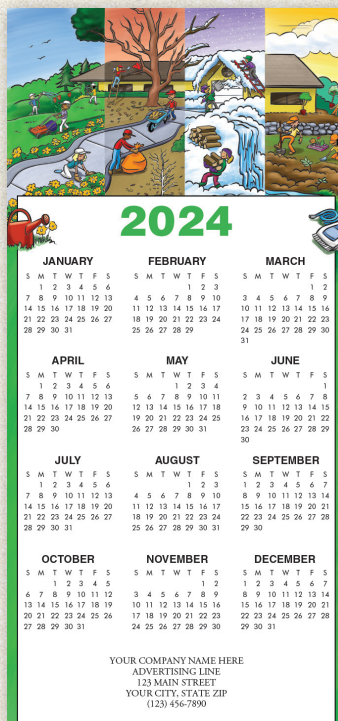 2024
JANUARY FEBRUARY MARCH
S M T W T F S S M T W T F S S M T W T F S
1 2 3 4 5 6 1 2 3 1 2
7 8 9 10 11 12 13 4 5 6 7 8 9 10 3 4 5 6 7 8 9
14 15 16 17 18 19 20 11 12 13 14 15 16 17 10 11 12 13 14 15 16
21 22 23 24 25 26 27 18 19 20 21 22 23 24 17 18 19 20 21 22 23
28 29 30 31 25 26 27 28 29 24 25 26 27 28 29 30
31
APRIL MAY JUNE
S M T W T F S S M T W T F S S M T W T F S
1 2 3 4 5 6 1 2 3 4 1
7 8 9 10 11 12 13 5 6 7 8 9 10 11 2 3 4 5 6 7 8
14 15 16 17 18 19 20 12 13 14 15 16 17 18 9 10 11 12 13 14 15
21 22 23 24 25 26 27 19 20 21 22 23 24 25 16 17 18 19 20 21 22
28 29 30 26 27 28 29 30 31 23 24 25 26 27 28 29
30
JULY AUGUST SEPTEMBER
S M T W T F S S M T W T F S S M T W T F S
1 2 3 4 5 6 1 2 3 1 2 3 4 5 6 7
7 8 9 10 11 12 13 4 5 6 7 8 9 10 8 9 10 11 12 13 14
14 15 16 17 18 19 20 11 12 13 14 15 16 17 15 16 17 18 19 20 21
21 22 23 24 25 26 27 18 19 20 21 22 23 24 22 23 24 25 26 27 28
28 29 30 31 25 26 27 28 29 30 31 29 30
OCTOBER NOVEMBER DECEMBER
S M T W T F S S M T W T F S S M T W T F S
1 2 3 4 5 1 2 1 2 3 4 5 6 7
6 7 8 9 10 11 12 3 4 5 6 7 8 9 8 9 10 11 12 13 14
13 14 15 16 17 18 19 10 11 12 13 14 15 16 15 16 17 18 19 20 21
20 21 22 23 24 25 26 17 18 19 20 21 22 23 22 23 24 25 26 27 28
27 28 29 30 31 24 25 26 27 28 29 30 29 30 31
YOUR COMPANY NAME HERE
ADVERTISING LINE
123 MAIN STREET
YOUR CITY, STATE ZIP
(123) 456-7890